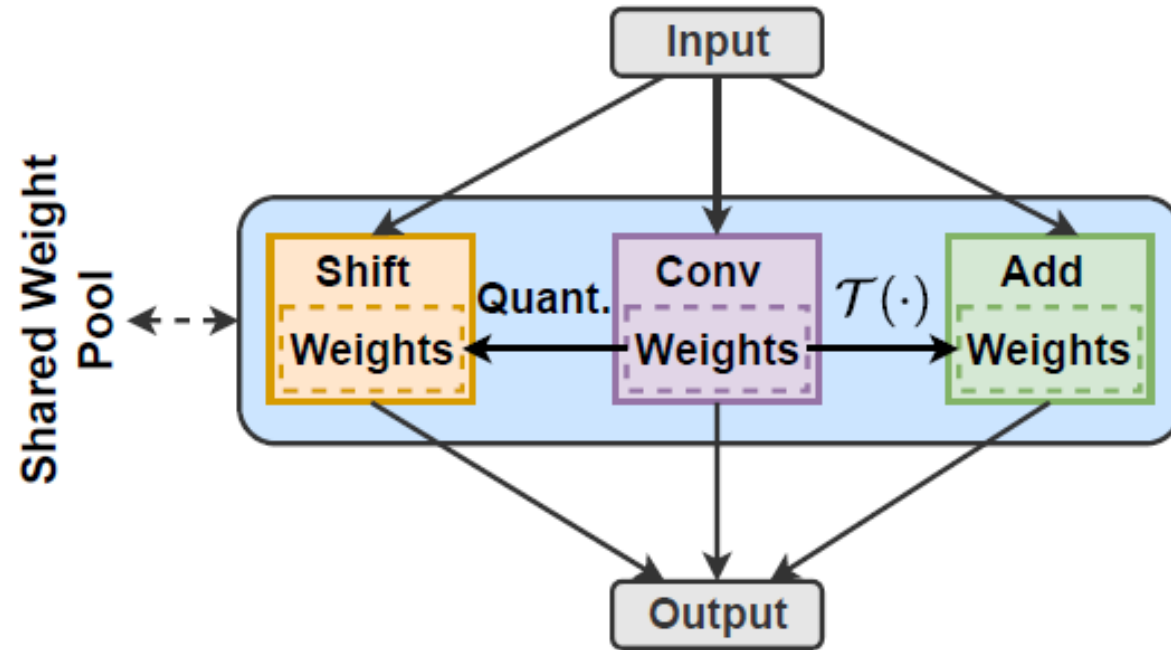 Input
Shared Weight
Pool
Shift
Quant.
Conv
𝒯(·)
Add
Weights
Weights
Weights
Output